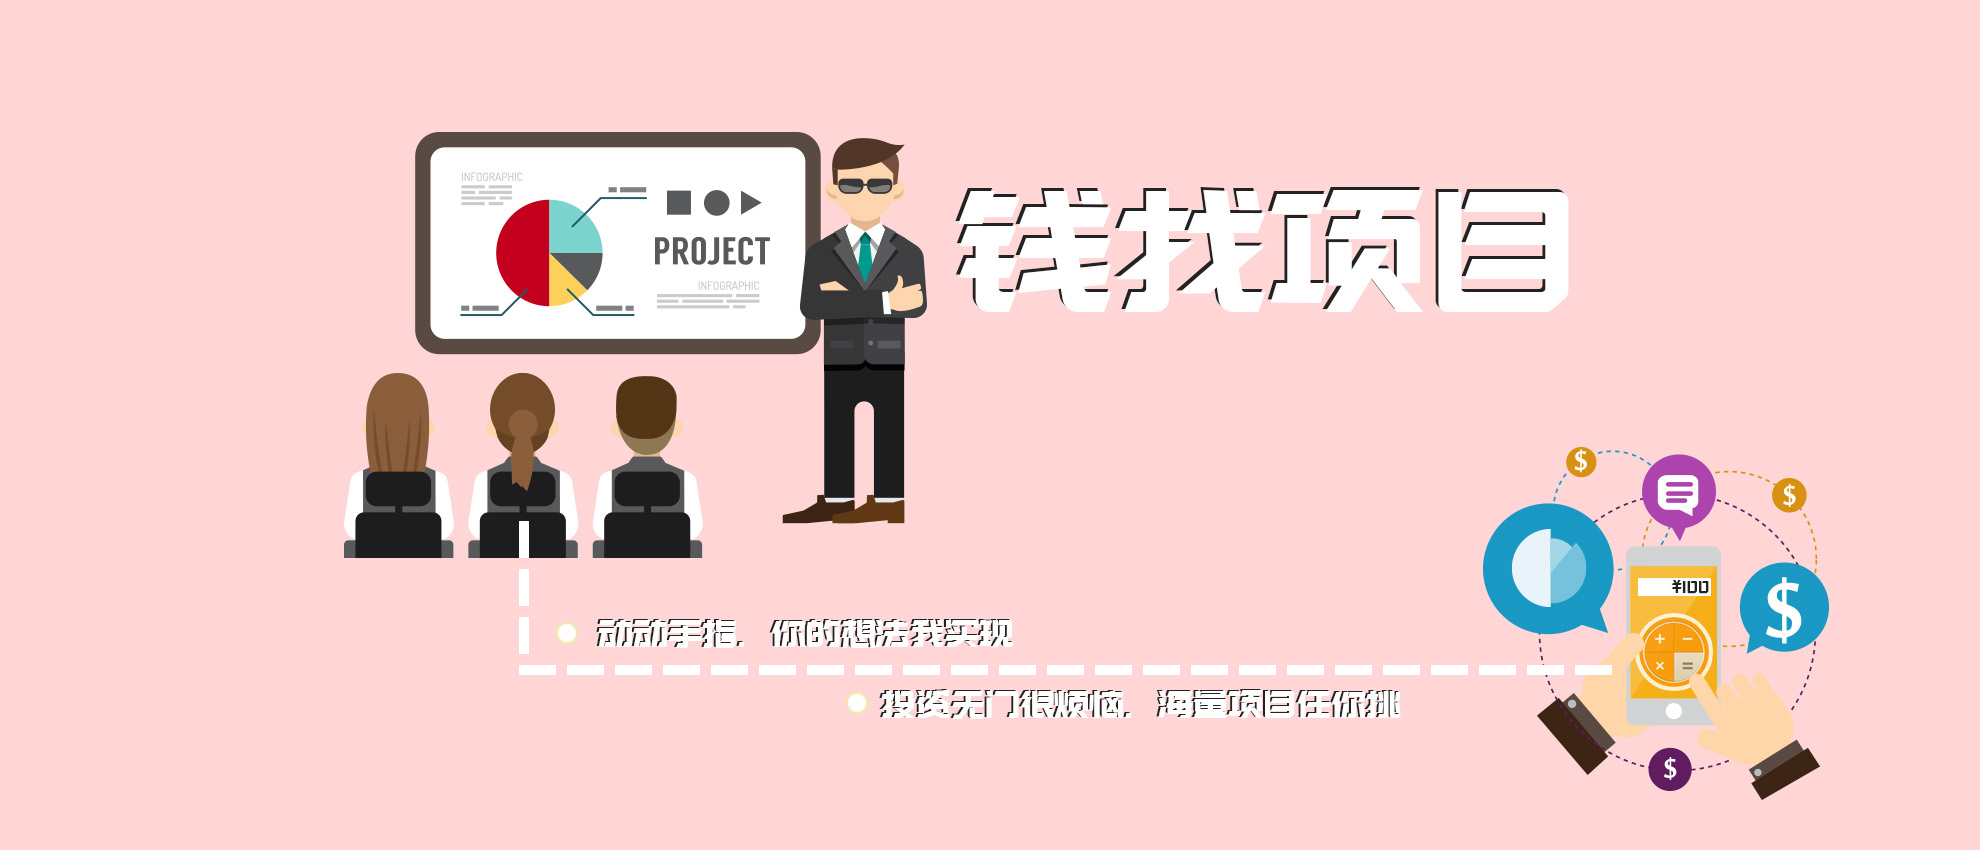 钱找项目
INFOGRAPHIC
PROJECT
INFOGRAPHIC
$
$
¥100
$
+ −
× =
动动手指，你的想法我实现
投资无门很烦恼，海量项目任你挑
$